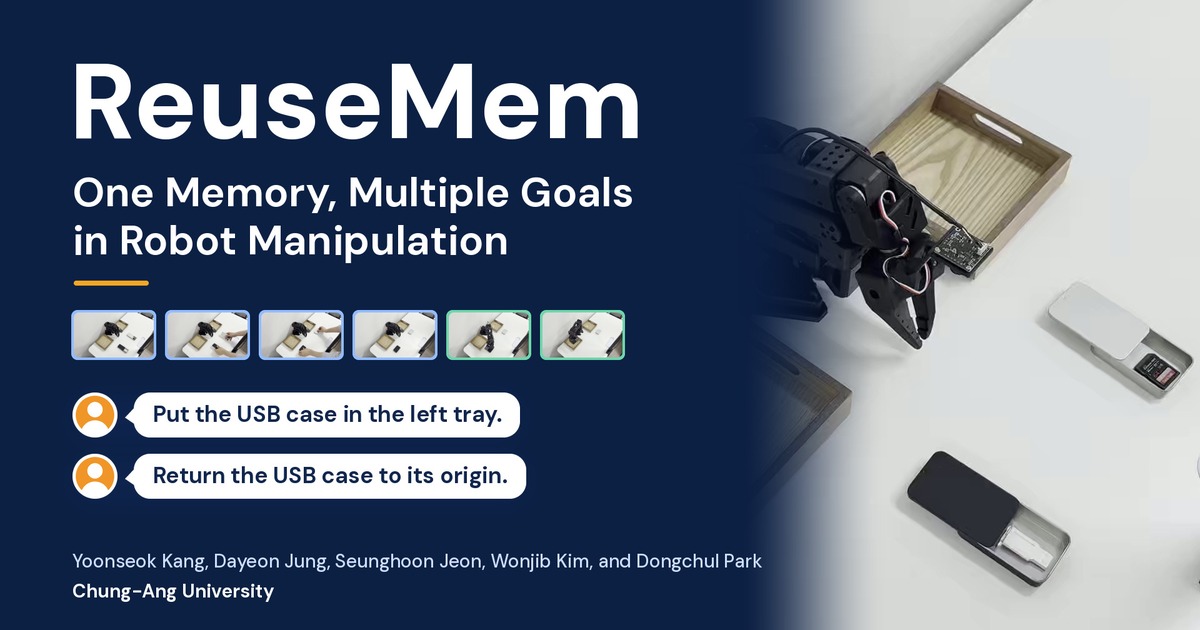 ReuseMem
One Memory, Multiple Goals
in Robot Manipulation
Put the USB case in the left tray.
Return the USB case to its origin.
Yoonseok Kang, Dayeon Jung, Seunghoon Jeon, Wonjib Kim, and Dongchul Park
Chung-Ang University